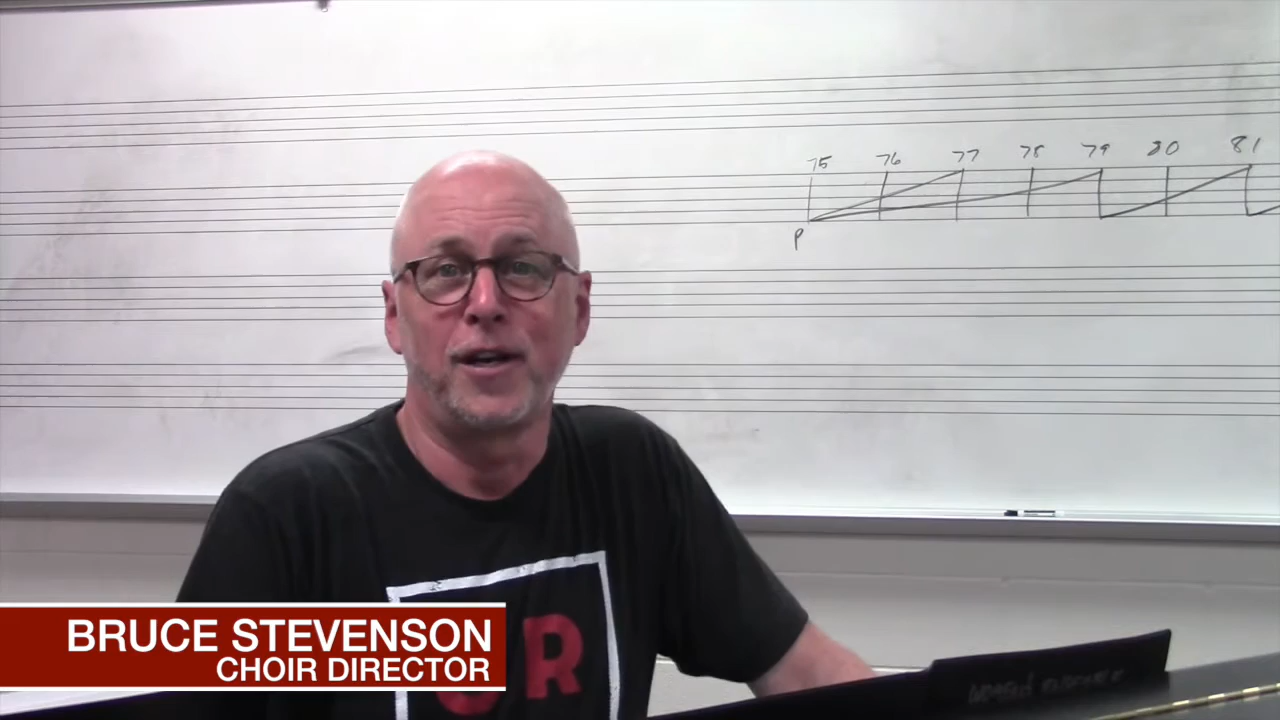 75 76 77 78 79 80 81
P
R
BRUCE STEVENSON
CHOIR DIRECTOR